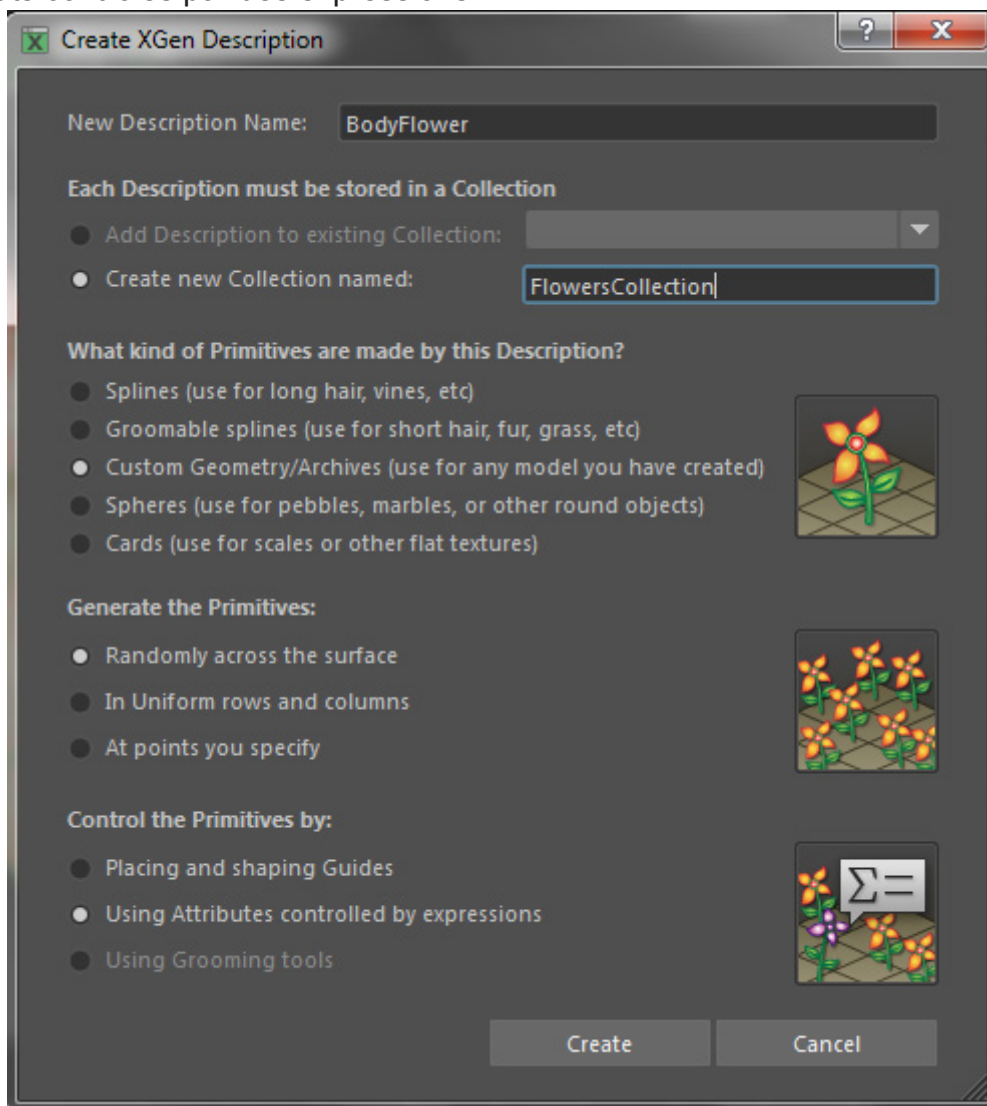 Create XGen Description
?
X
New Description Name: BodyFlower
Each Description must be stored in a Collection
Add Description to existing Collection:
Create new Collection named: FlowersCollection
What kind of Primitives are made by this Description?
Splines (use for long hair, vines, etc)
Groomable splines (use for short hair, fur, grass, etc)
Custom Geometry/Archives (use for any model you have created)
Spheres (use for pebbles, marbles, or other round objects)
Cards (use for scales or other flat textures)
Generate the Primitives:
Randomly across the surface
In Uniform rows and columns
At points you specify
Control the Primitives by:
Placing and shaping Guides
Σ=
Using Attributes controlled by expressions
Using Grooming tools
Create Cancel